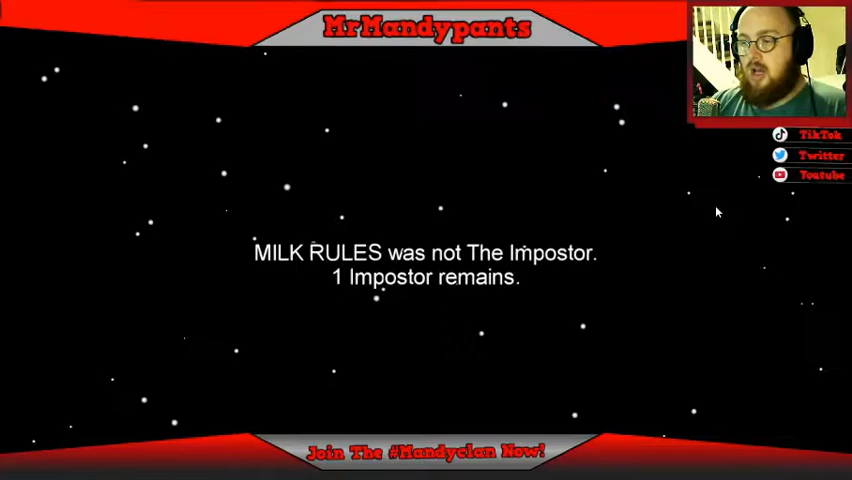 MrMandypants
TikTok
Twitter
Youtube
MILK RULES was not The Impostor.
1 Impostor remains.
Join The #Mandyclan Now!